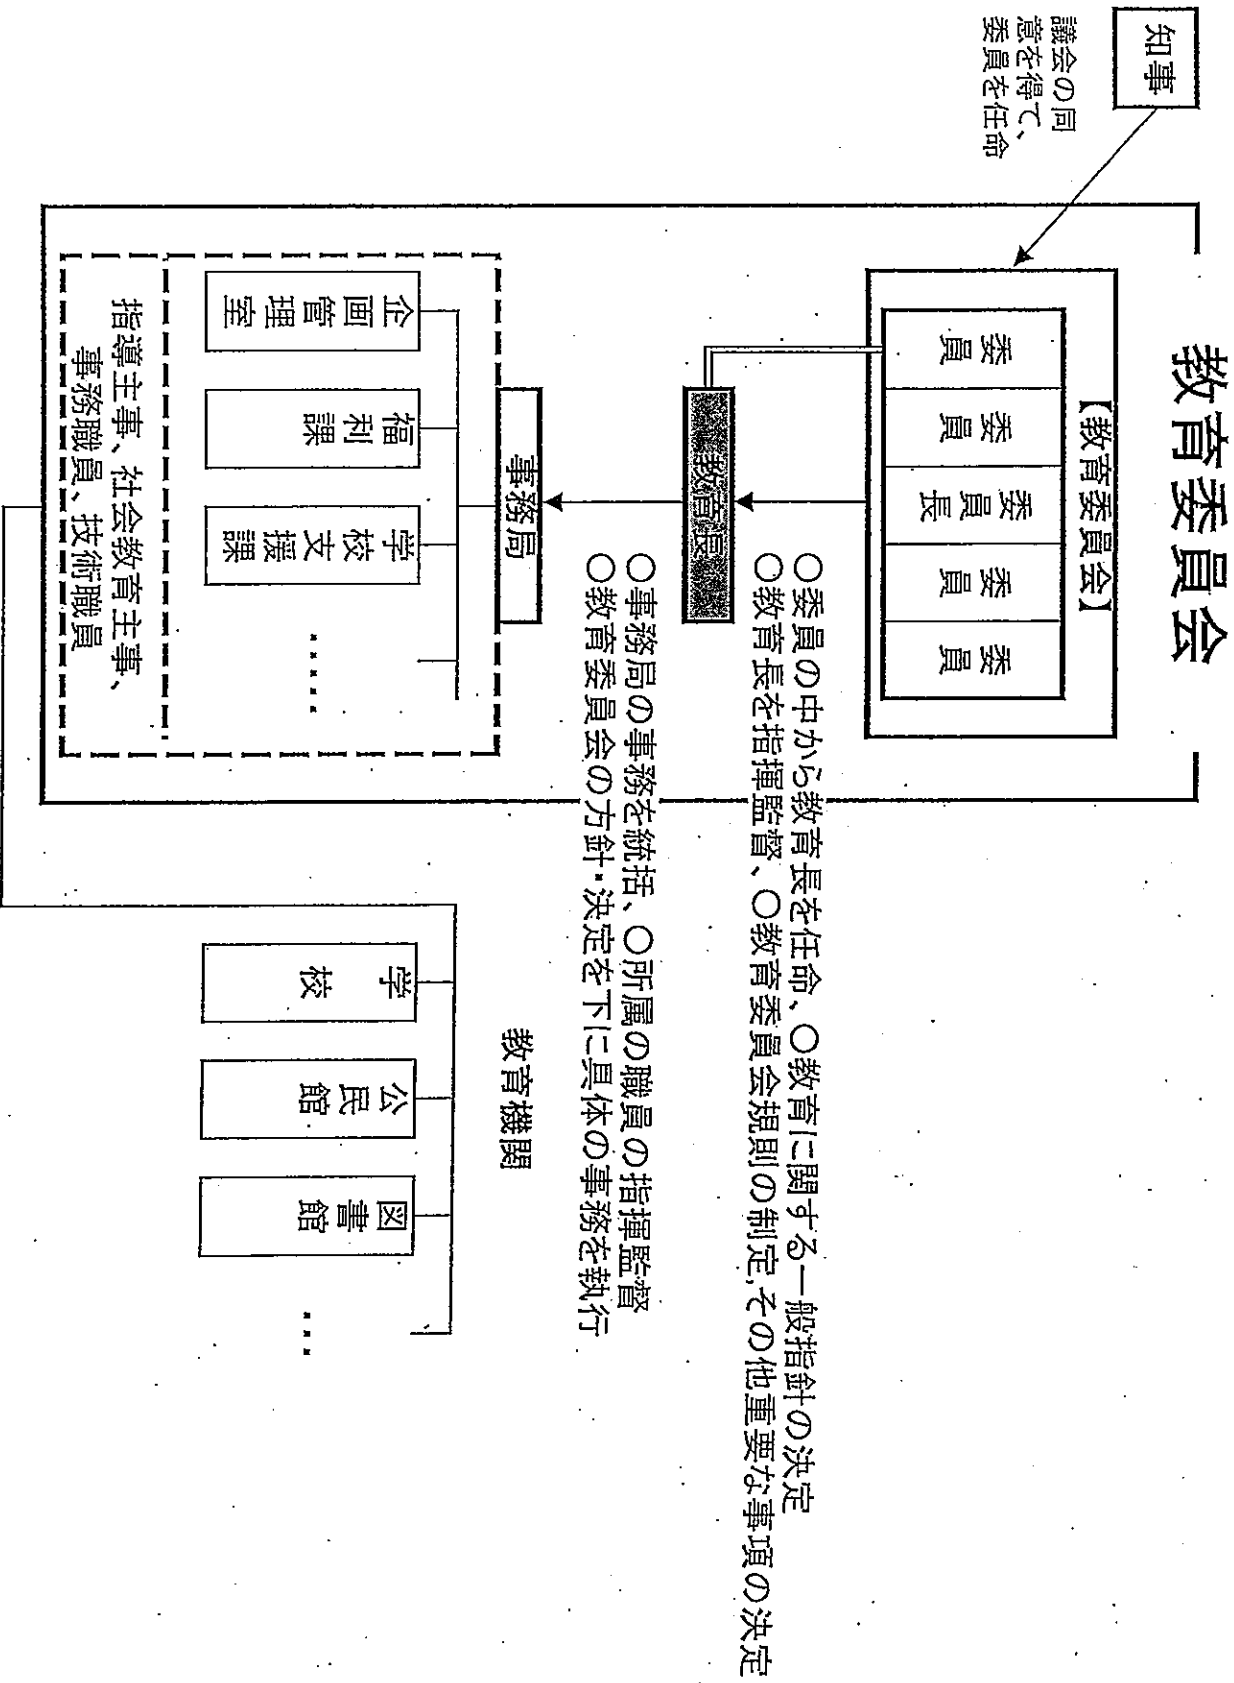 教育委員会
知事
議会の同
意を得て、
委員を任命
【教育委員会】
委員
委員
委員長
委員
委員
○委員の中から教育長を任命、○教育に関する一般指針の決定
○教育長を指揮監督、○教育委員会規則の制定,その他重要な事項の決定
教育長
○事務局の事務を統括、○所属の職員の指揮監督
○教育委員会の方針・決定を下に具体の事務を執行
事務局
企画管理室
福利課
学校支援課
・・・・・
指導主事、社会教育主事、
事務職員、技術職員
教育機関
学校
公民館
図書館
・・・